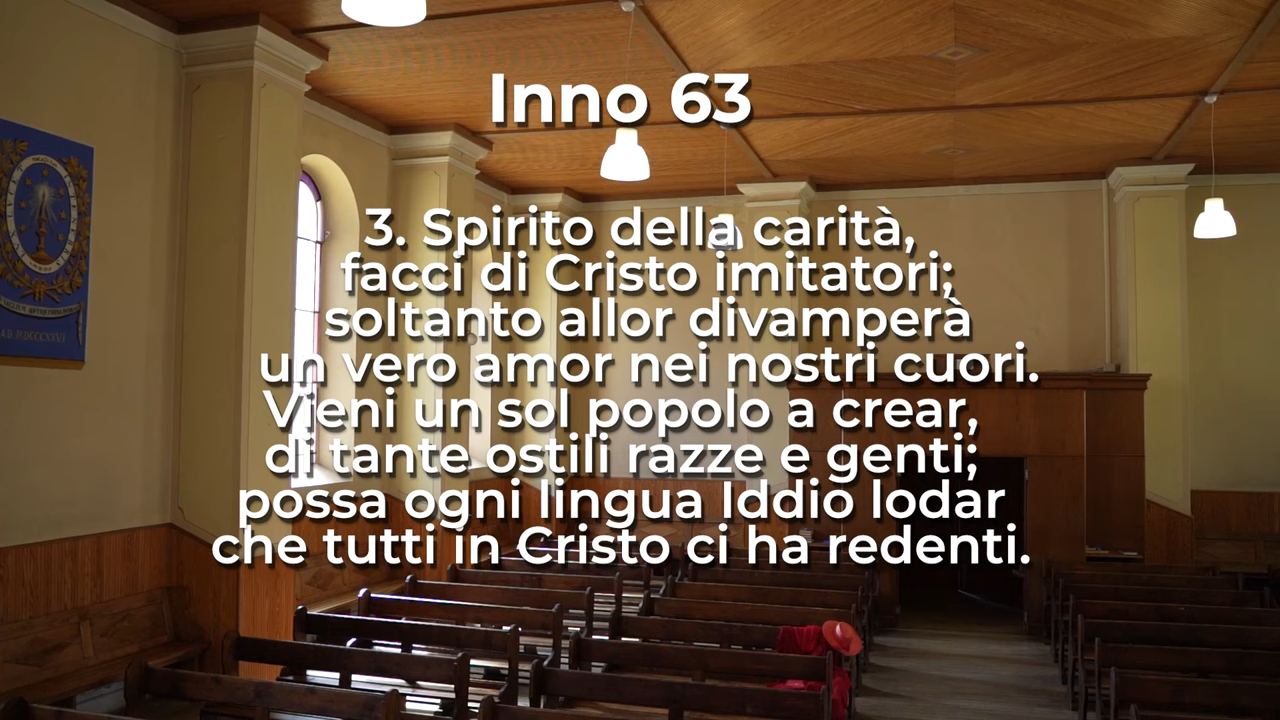 Inno 63
3. Spirito della carità,
facci di Cristo imitatori;
soltanto allor divamperà
un vero amor nei nostri cuori.
Vieni un sol popolo a crear,
di tante ostili razze e genti;
possa ogni lingua Iddio lodar
che tutti in Cristo ci ha redenti.